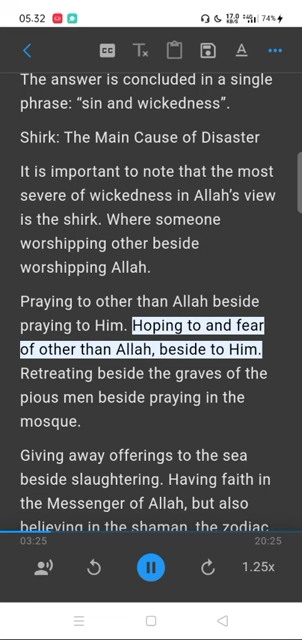 05.32
17.0
KB/S
74%
CC
A
The answer is concluded in a single
phrase: “sin and wickedness”.
Shirk: The Main Cause of Disaster
It is important to note that the most
severe of wickedness in Allah’s view
is the shirk. Where someone
worshipping other beside
worshipping Allah.
Praying to other than Allah beside
praying to Him. Hoping to and fear
of other than Allah, beside to Him.
Retreating beside the graves of the
pious men beside praying in the
mosque.
Giving away offerings to the sea
beside slaughtering. Having faith in
the Messenger of Allah, but also
believing in the shaman, the zodiac
03:25
20:25
1.25x